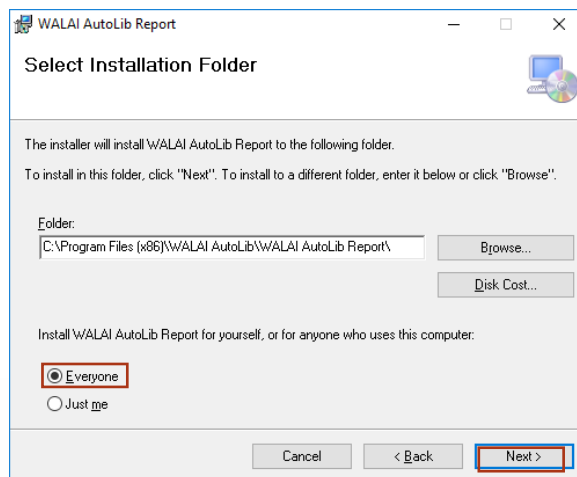 WALAI AutoLib Report
Select Installation Folder
The installer will install WALAI AutoLib Report to the following folder.
To install in this folder, click "Next". To install to a different folder, enter it below or click "Browse".
Folder:
C:\Program Files (x86)\WALAI AutoLib\WALAI AutoLib Report\
Browse...
Disk Cost...
Install WALAI AutoLib Report for yourself, or for anyone who uses this computer:
Everyone
Just me
Cancel
< Back
Next >